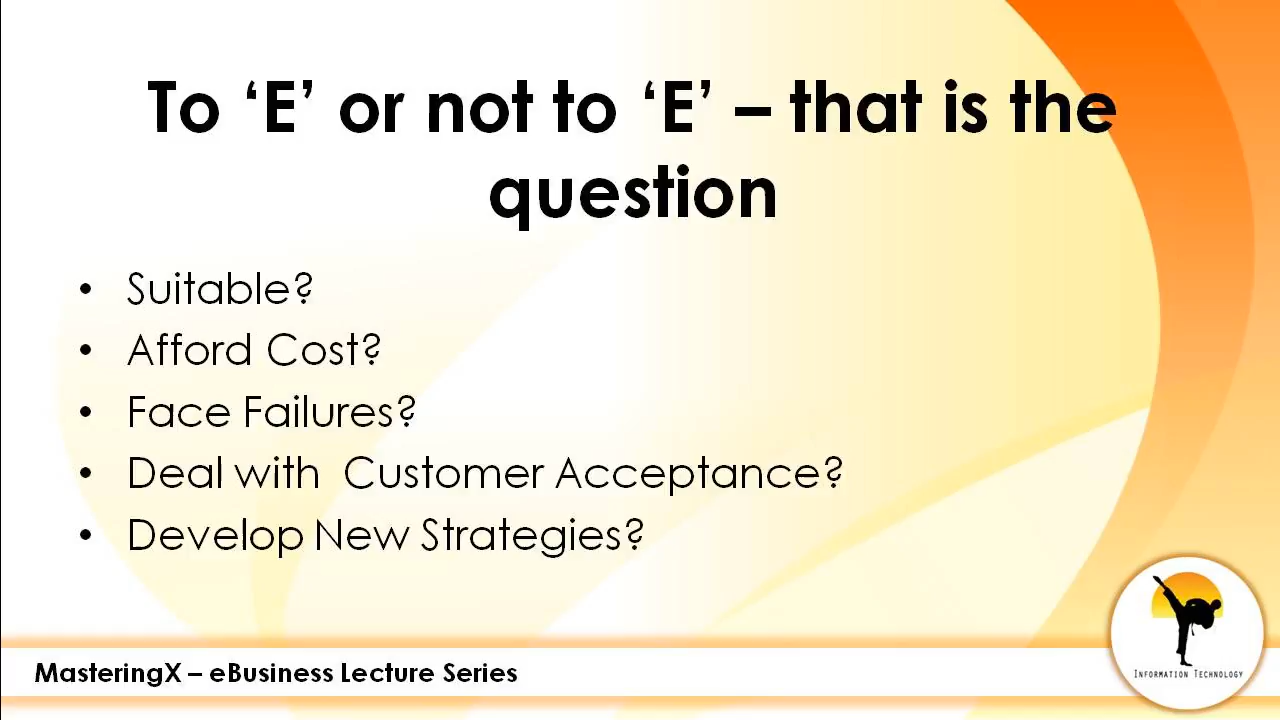 To ‘E’ or not to ‘E’ – that is the
question
• Suitable?
• Afford Cost?
• Face Failures?
• Deal with  Customer Acceptance?
• Develop New Strategies?
MasteringX – eBusiness Lecture Series
INFORMATION TECHNOLOGY